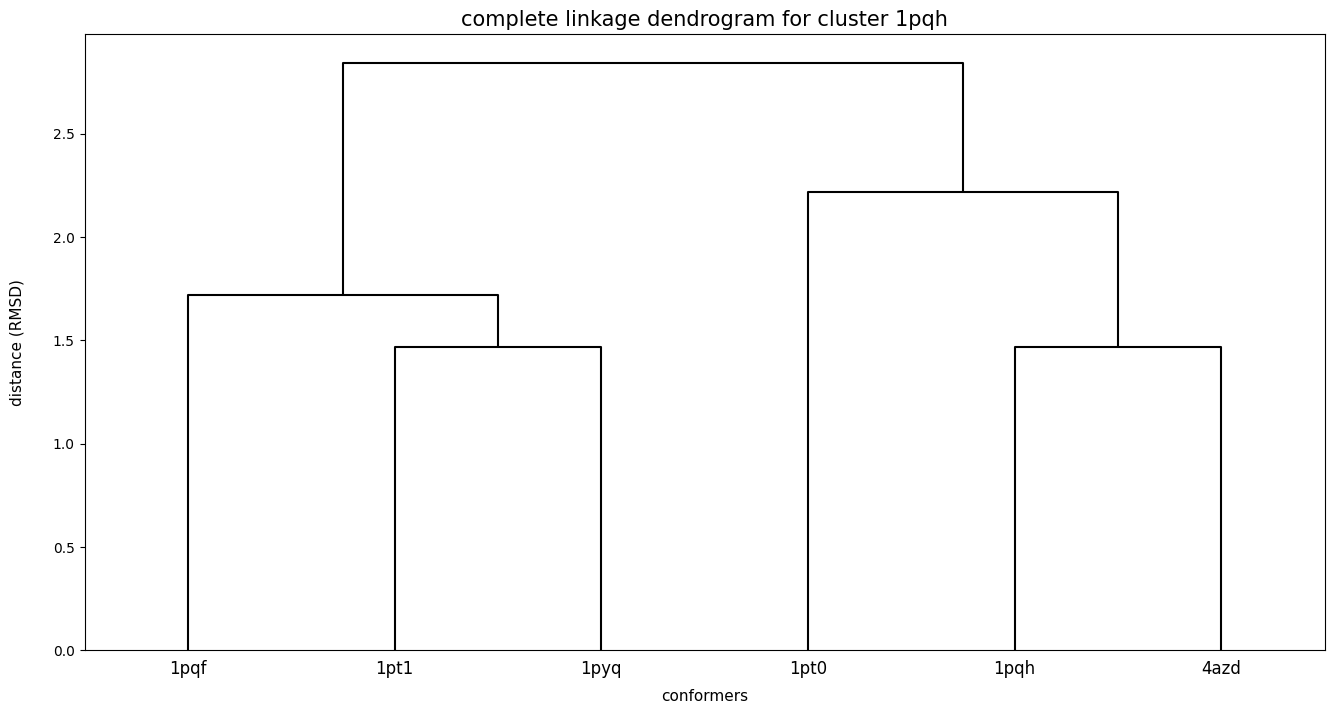 complete linkage dendrogram for cluster 1pqh
distance (RMSD)
2.5
2.0
1.5
1.0
0.5
0.0
1pqf 1pt1 1pyq 1pt0 1pqh 4azd
conformers